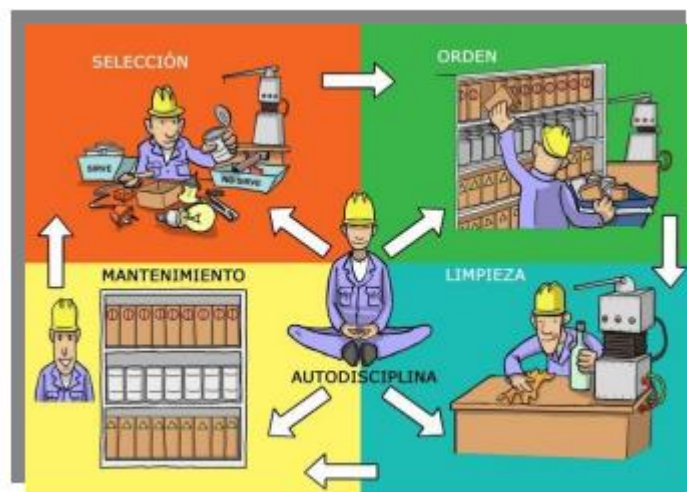 SELECCIÓN
ORDEN
SIRVE
NO SIRVE
MANTENIMIENTO
LIMPIEZA
AUTODISCIPLINA